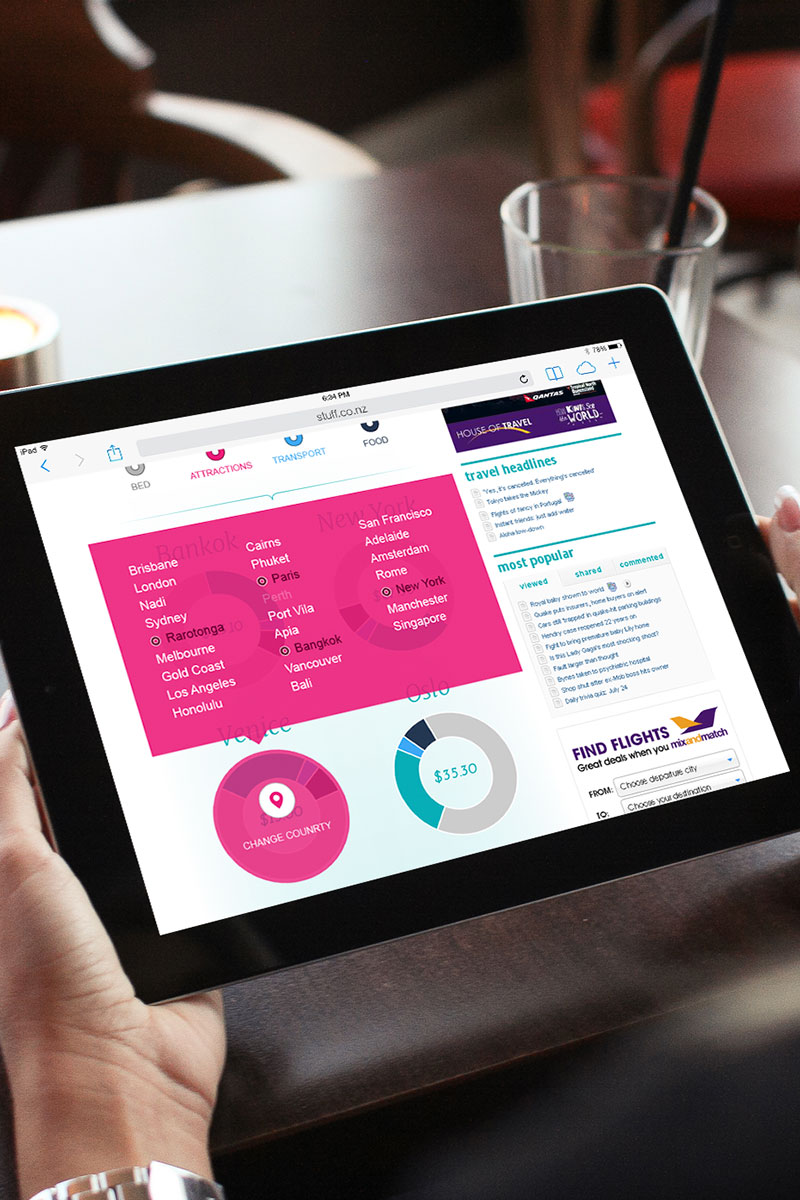 iPad
6:34 PM
78%
stuff.co.nz
BED
ATTRACTIONS
TRANSPORT
FOOD
Bankok
New York
Brisbane
London
Nadi
Sydney
Rarotonga
Melbourne
Gold Coast
Los Angeles
Honolulu
Cairns
Phuket
Paris
Perth
Port Vila
Apia
Bangkok
Vancouver
Bali
San Francisco
Adelaide
Amsterdam
Rome
New York
Manchester
Singapore
Venice
CHANGE COUNRTY
Oslo
$35.30
QANTAS
Tropical North
Queensland
HOUSE OF TRAVEL
WORLD
travel headlines
'Yes, it's cancelled. Everything's cancelled'
Tokyo takes the Mickey
Flights of fancy in Portugal
Instant friends: just add water
Aloha low-down
most popular
viewed
shared
commented
Royal baby shown to world
Quake puts insurers, home buyers on alert
Cars still 'trapped' in quake-hit parking buildings
Hendry case reopened 22 years on
Fight to bring premature baby Lily home
Is this Lady Gaga's most shocking shoot?
Fault larger than thought
Bynes taken to psychiatric hospital
Shop shut after ex-Mob boss hits owner
Daily trivia quiz: July 24
FIND FLIGHTS
Great deals when you mixandmatch
FROM: Choose departure city
TO: Choose your destination